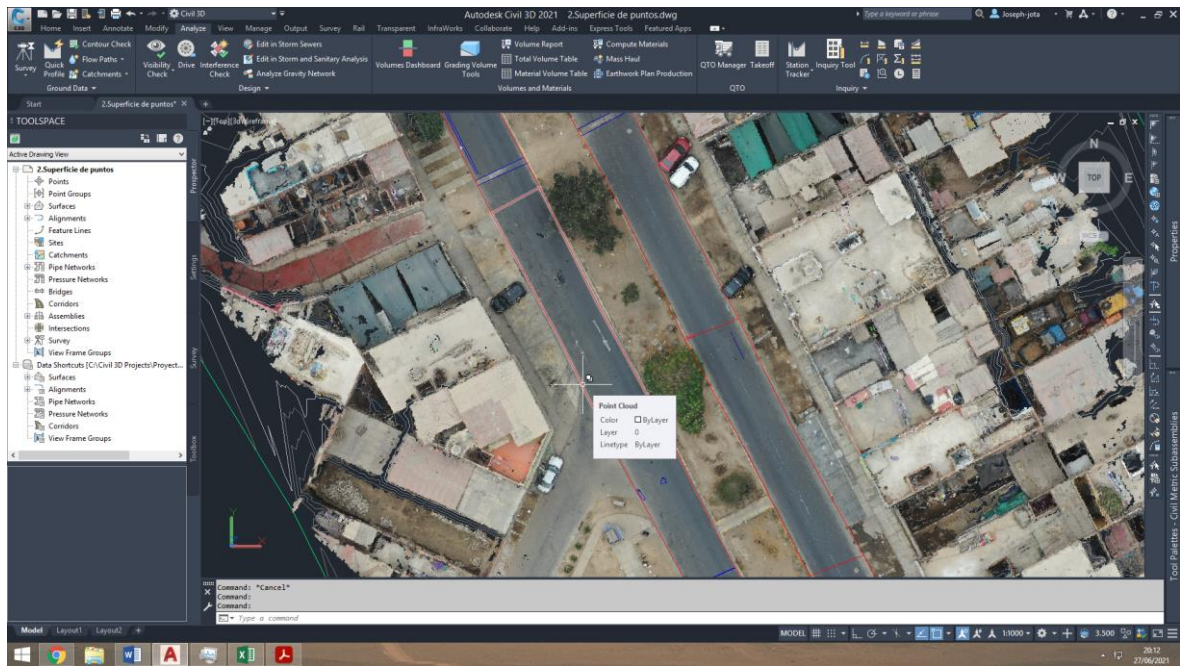 Civil 3D
Autodesk Civil 3D 2021 2.Superficie de puntos.dwg
Type a keyword or phrase
Joseph-jota
Home Insert Annotate Modify Analyze View Manage Output Survey Rail Transparent InfraWorks Collaborate Help Add-ins Express Tools Featured Apps
Survey
Quick Profile
Contour Check
Flow Paths
Catchments
Ground Data
Visibility Check
Drive
Interference Check
Edit in Storm Sewers
Edit in Storm and Sanitary Analysis
Analyze Gravity Network
Design
Volumes Dashboard
Grading Volume Tools
Volume Report
Total Volume Table
Material Volume Table
Compute Materials
Mass Haul
Earthwork Plan Production
Volumes and Materials
QTO Manager
Takeoff
QTO
Station Tracker
Inquiry Tool
Inquiry
Start
2.Superficie de puntos*
TOOLSPACE
Active Drawing View
2.Superficie de puntos
Points
Point Groups
Surfaces
Alignments
Feature Lines
Sites
Catchments
Pipe Networks
Pressure Networks
Bridges
Corridors
Assemblies
Intersections
Survey
View Frame Groups
Data Shortcuts [C:\Civil 3D Projects\Proyect...
Surfaces
Alignments
Pipe Networks
Pressure Networks
Corridors
View Frame Groups
Prospector
Settings
Survey
Toolbox
N
W
TOP
E
WCS
Point Cloud
Color ByLayer
Layer 0
Linetype ByLayer
Y
X
Properties
Tool Palettes - Civil Metric Subassemblies
Command: *Cancel*
Command:
Command:
Type a command
Model Layout1 Layout2 +
MODEL
1:1000
3.500
20:12
27/06/2021